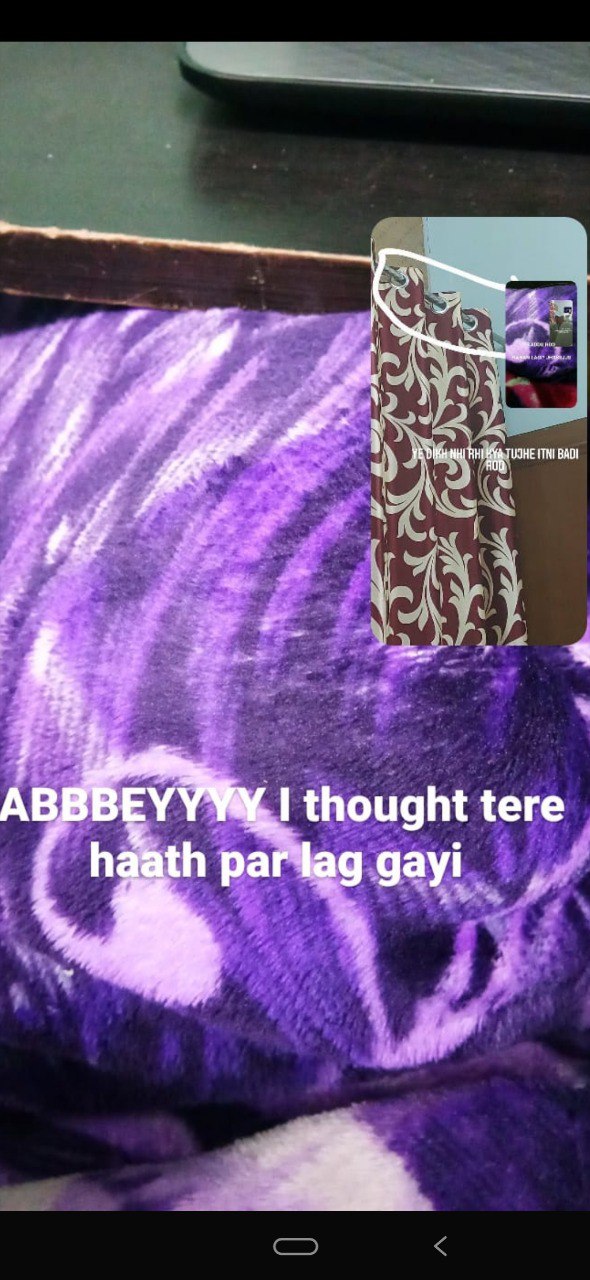 YE DIKH NHI RHI KYA TUJHE ITNI BADI
ROD
ABBBEYYYY I thought tere
haath par lag gayi